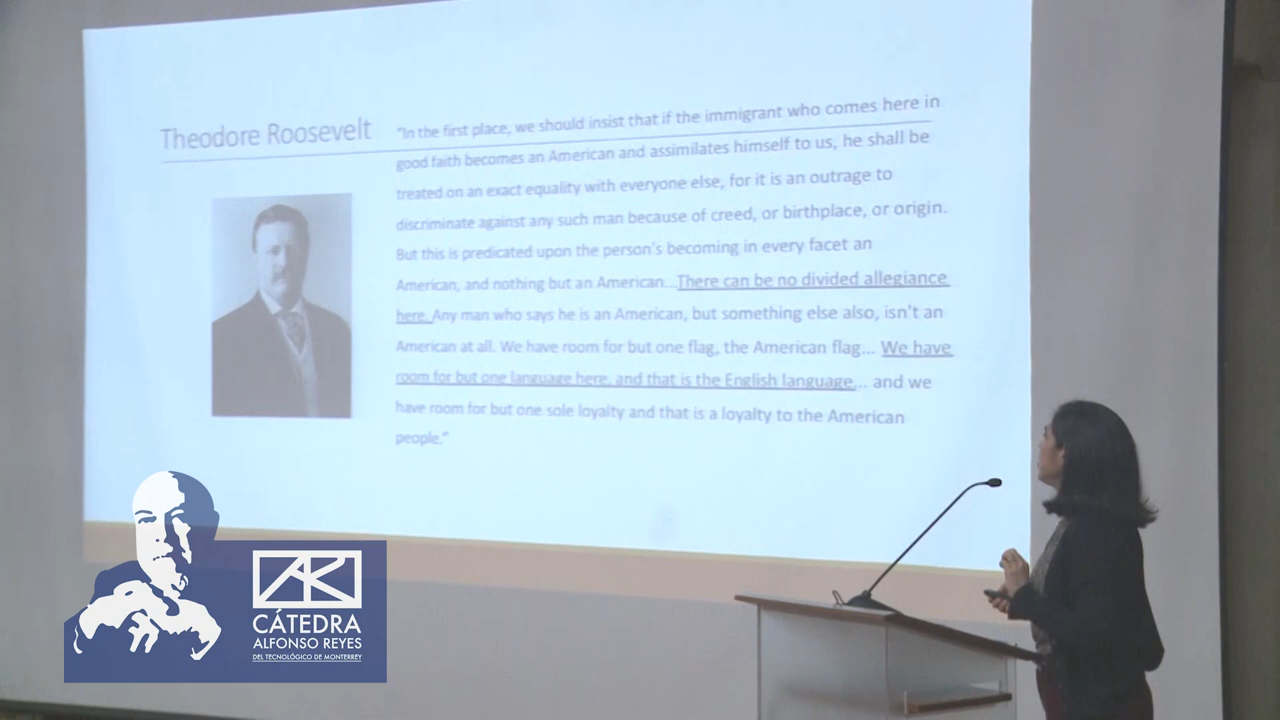 Theodore Roosevelt
"In the first place, we should insist that if the immigrant who comes here in
good faith becomes an American and assimilates himself to us, he shall be
treated on an exact equality with everyone else, for it is an outrage to
discriminate against any such man because of creed, or birthplace, or origin.
But this is predicated upon the person's becoming in every facet an
American, and nothing but an American...There can be no divided allegiance
here. Any man who says he is an American, but something else also, isn't an
American at all. We have room for but one flag, the American flag... We have
room for but one language here, and that is the English language... and we
have room for but one sole loyalty and that is a loyalty to the American
people."
AR
CÁTEDRA
ALFONSO REYES
DEL TECNOLÓGICO DE MONTERREY